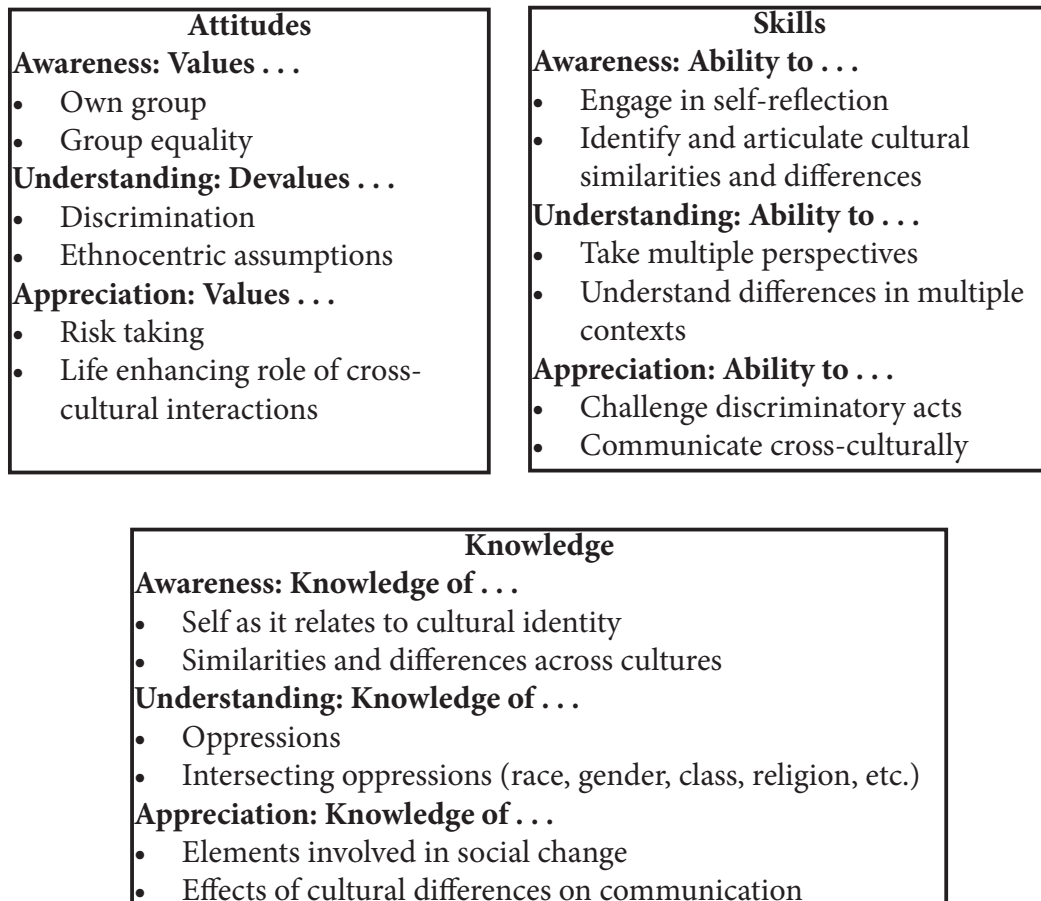 Attitudes
Awareness: Values . . .
• Own group
• Group equality
Understanding: Devalues . . .
• Discrimination
• Ethnocentric assumptions
Appreciation: Values . . .
• Risk taking
• Life enhancing role of cross-
cultural interactions
Skills
Awareness: Ability to . . .
• Engage in self-reflection
• Identify and articulate cultural
similarities and differences
Understanding: Ability to . . .
• Take multiple perspectives
• Understand differences in multiple
contexts
Appreciation: Ability to . . .
• Challenge discriminatory acts
• Communicate cross-culturally
Knowledge
Awareness: Knowledge of . . .
• Self as it relates to cultural identity
• Similarities and differences across cultures
Understanding: Knowledge of . . .
• Oppressions
• Intersecting oppressions (race, gender, class, religion, etc.)
Appreciation: Knowledge of . . .
• Elements involved in social change
• Effects of cultural differences on communication